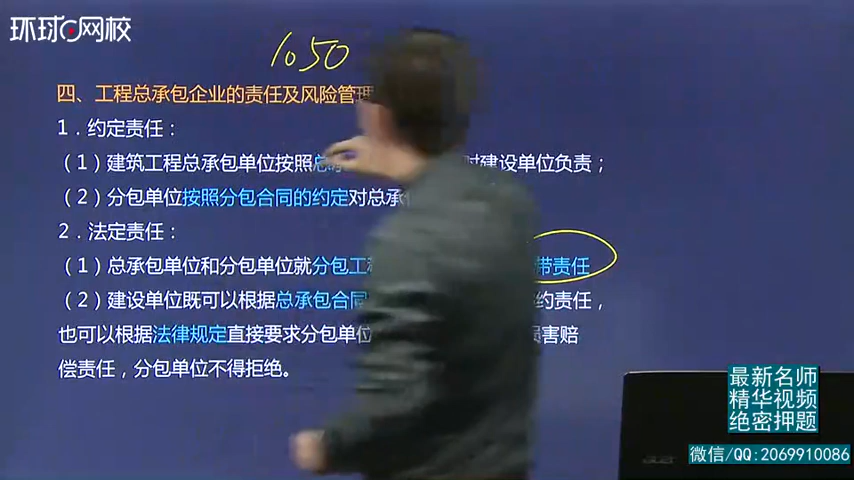 环球网校
1050
四、工程总承包企业的责任及风险管理
1．约定责任：
（1）建筑工程总承包单位按照总承 对建设单位负责；
（2）分包单位按照分包合同的约定对总承
2．法定责任：
（1）总承包单位和分包单位就分包工程 带责任
（2）建设单位既可以根据总承包合同 约责任，
也可以根据法律规定直接要求分包单位 损害赔
偿责任，分包单位不得拒绝。
最新名师
精华视频
绝密押题
微信/QQ:2069910086
acer